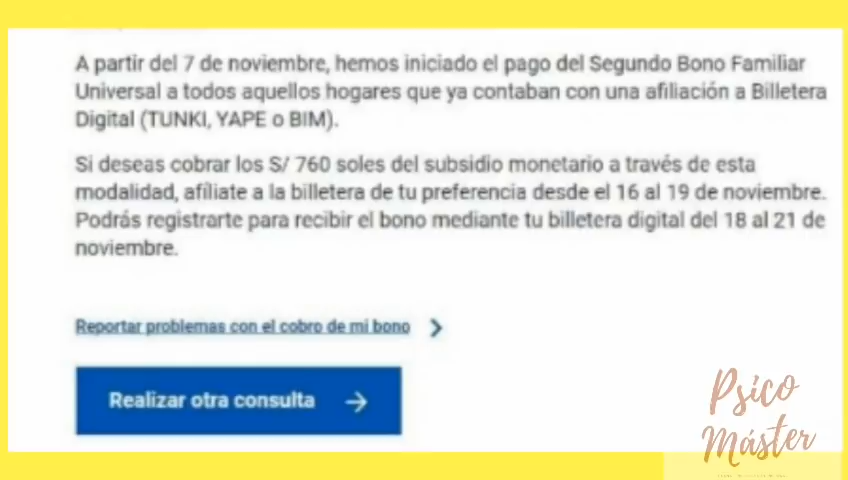 A partir del 7 de noviembre, hemos iniciado el pago del Segundo Bono Familiar
Universal a todos aquellos hogares que ya contaban con una afiliación a Billetera
Digital (TUNKI, YAPE o BIM).
Si deseas cobrar los S/ 760 soles del subsidio monetario a través de esta
modalidad, afíliate a la billetera de tu preferencia desde el 16 al 19 de noviembre.
Podrás registrarte para recibir el bono mediante tu billetera digital del 18 al 21 de
noviembre.
Reportar problemas con el cobro de mi bono
Realizar otra consulta
Psico
Máster